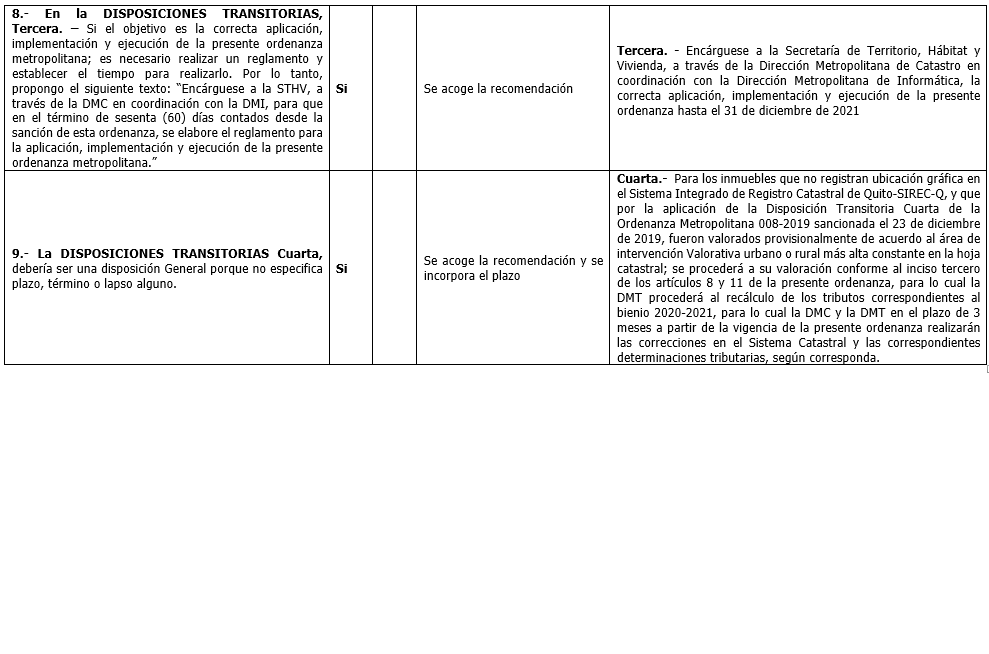 8.- En la DISPOSICIONES TRANSITORIAS,
Tercera. – Si el objetivo es la correcta aplicación,
implementación y ejecución de la presente ordenanza
metropolitana; es necesario realizar un reglamento y
establecer el tiempo para realizarlo. Por lo tanto,
propongo el siguiente texto: “Encárguese a la STHV, a
través de la DMC en coordinación con la DMI, para que
en el término de sesenta (60) días contados desde la
sanción de esta ordenanza, se elabore el reglamento para
la aplicación, implementación y ejecución de la presente
ordenanza metropolitana.”
Si
Se acoge la recomendación
Tercera. - Encárguese a la Secretaría de Territorio, Hábitat y
Vivienda, a través de la Dirección Metropolitana de Catastro en
coordinación con la Dirección Metropolitana de Informática, la
correcta aplicación, implementación y ejecución de la presente
ordenanza hasta el 31 de diciembre de 2021
9.- La DISPOSICIONES TRANSITORIAS Cuarta,
debería ser una disposición General porque no especifica
plazo, término o lapso alguno.
Si
Se acoge la recomendación y se
incorpora el plazo
Cuarta.- Para los inmuebles que no registran ubicación gráfica en
el Sistema Integrado de Registro Catastral de Quito-SIREC-Q, y que
por la aplicación de la Disposición Transitoria Cuarta de la
Ordenanza Metropolitana 008-2019 sancionada el 23 de diciembre
de 2019, fueron valorados provisionalmente de acuerdo al área de
intervención Valorativa urbano o rural más alta constante en la hoja
catastral; se procederá a su valoración conforme al inciso tercero
de los artículos 8 y 11 de la presente ordenanza, para lo cual la
DMT procederá al recálculo de los tributos correspondientes al
bienio 2020-2021, para lo cual la DMC y la DMT en el plazo de 3
meses a partir de la vigencia de la presente ordenanza realizarán
las correcciones en el Sistema Catastral y las correspondientes
determinaciones tributarias, según corresponda.